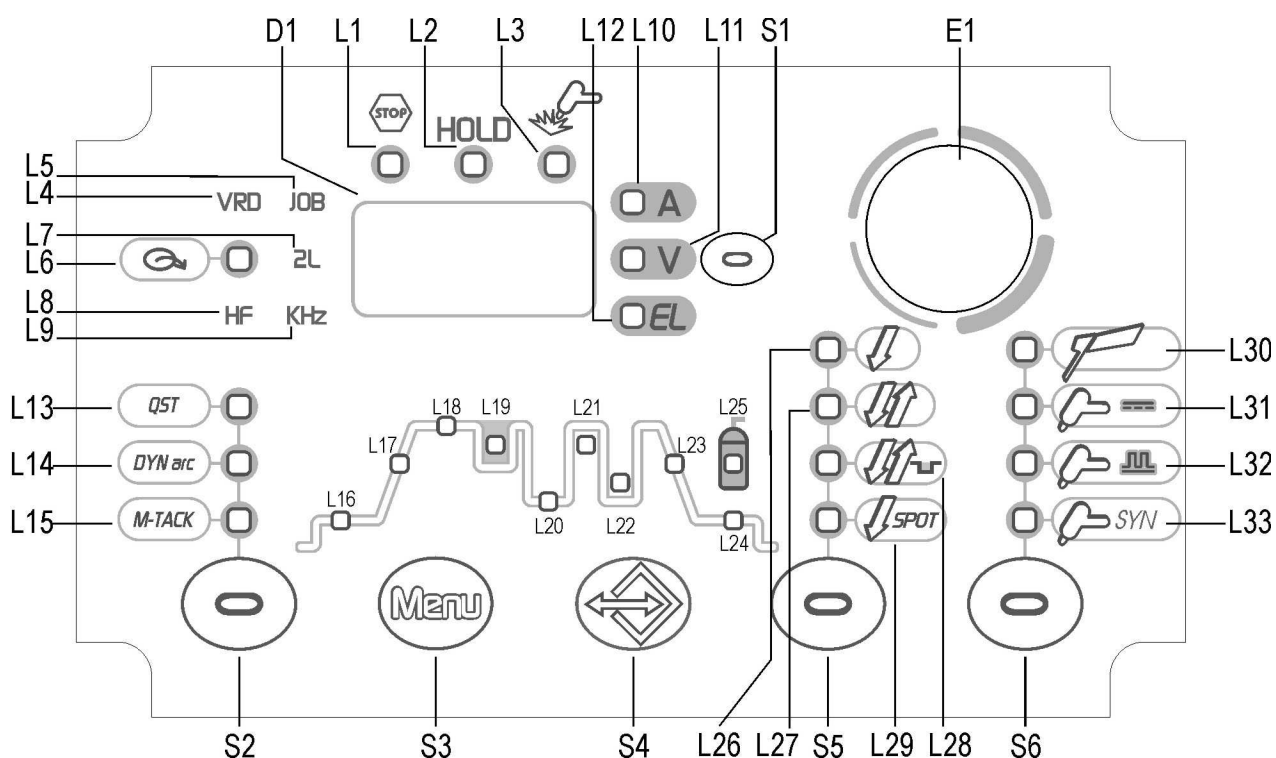 D1 L1 L2 L3 L12 L10 L11 S1 E1
STOP
HOLD
L5
L4 VRD JOB
A
L7
L6 2L V
L8 HF KHz EL
L9
L30
L13 QST L18 L19 L21 L25 L31
L14 DYN arc L17 L23 L32
L15 M-TACK L16 L20 L22 L24 SPOT SYN L33
Menu
S2 S3 S4 L26 L27 S5 L29 L28 S6